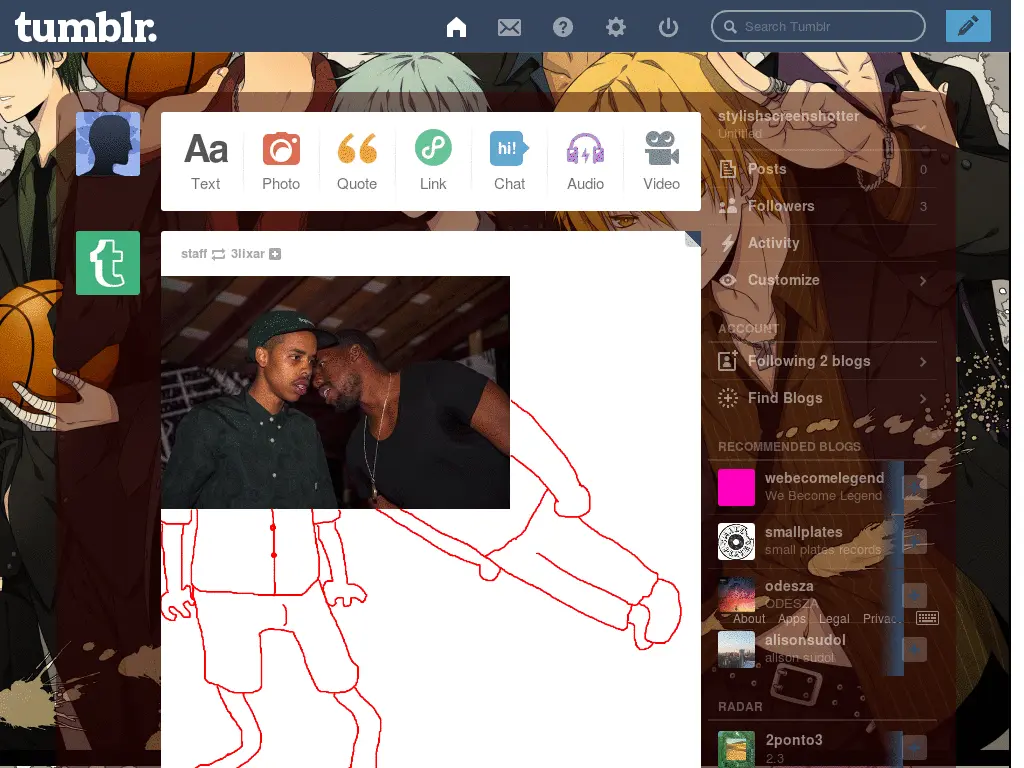 tumblr.
Search Tumblr
stylishscreenshotter
Untitled
Aa
hi!
Text
Photo
Quote
Link
Chat
Audio
Video
Posts 0
Followers 3
Activity
Customize
staff 3lixar
ACCOUNT
Following 2 blogs
Find Blogs
RECOMMENDED BLOGS
webecomelegend
We Become Legend
smallplates
small plates records
odesza
ODESZA
About Apps Legal
alisonsudol
alison sudol
RADAR
2ponto3
2.3